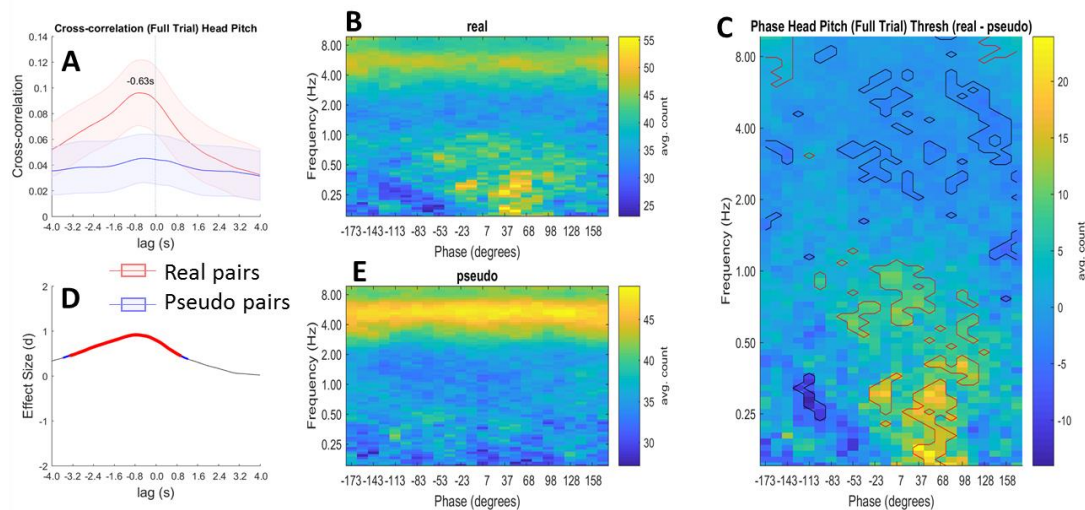 Cross-correlation (Full Trial) Head Pitch
A
-0.63s
0.14
0.12
0.1
0.08
0.06
0.04
0.02
0
Cross-correlation
-4.0 -3.2 -2.4 -1.6 -0.8 0.0 0.8 1.6 2.4 3.2 4.0
lag (s)
Real pairs
Pseudo pairs
D
2
1
0
-1
-2
Effect Size (d)
-4.0 -3.2 -2.4 -1.6 -0.8 0.0 0.8 1.6 2.4 3.2 4.0
lag (s)
B
real
8.00
4.00
2.00
1.00
0.50
0.25
Frequency (Hz)
-173 -143 -113 -83 -53 -23 7 37 68 98 128 158
Phase (degrees)
55
50
45
40
35
30
25
avg. count
E
pseudo
8.00
4.00
2.00
1.00
0.50
0.25
Frequency (Hz)
-173 -143 -113 -83 -53 -23 7 37 68 98 128 158
Phase (degrees)
45
40
35
30
avg. count
C
Phase Head Pitch (Full Trial) Thresh (real - pseudo)
8.00
4.00
2.00
1.00
0.50
0.25
Frequency (Hz)
-173 -143 -113 -83 -53 -23 7 37 68 98 128 158
Phase (degrees)
20
15
10
5
0
-5
-10
avg. count